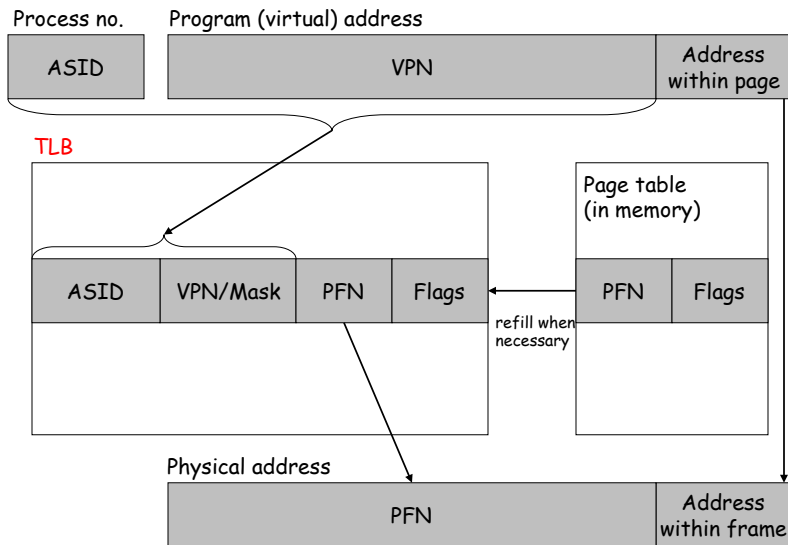 Process no.
Program (virtual) address
ASID
VPN
Address
within page
TLB
Page table
(in memory)
ASID
VPN/Mask
PFN
Flags
PFN
Flags
refill when
necessary
Physical address
PFN
Address
within frame